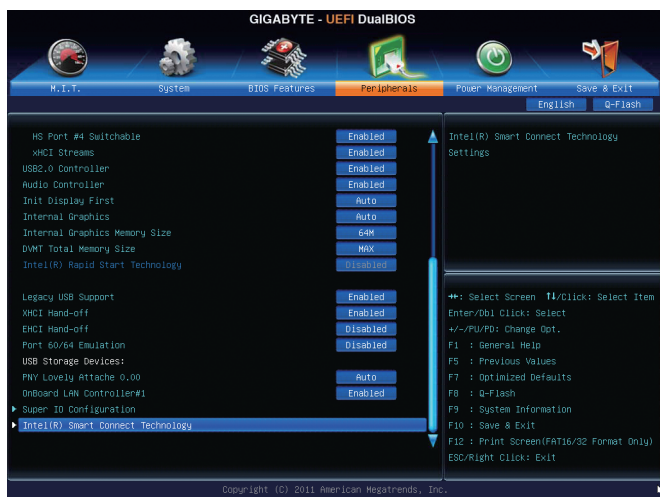 GIGABYTE - UEFI DualBIOS
M.I.T.
System
BIOS Features
Peripherals
Power Management
Save & Exit
English
Q-Flash
HS Port #4 Switchable Enabled
xHCI Streams Enabled
USB2.0 Controller Enabled
Audio Controller Enabled
Init Display First Auto
Internal Graphics Auto
Internal Graphics Memory Size 64M
DVMT Total Memory Size MAX
Intel(R) Rapid Start Technology Disabled
Legacy USB Support Enabled
XHCI Hand-off Enabled
EHCI Hand-off Disabled
Port 60/64 Emulation Disabled
USB Storage Devices:
PNY Lovely Attache 0.00 Auto
OnBoard LAN Controller#1 Enabled
Super IO Configuration
Intel(R) Smart Connect Technology
Intel(R) Smart Connect Technology
Settings
→←: Select Screen ↑↓/Click: Select Item
Enter/Dbl Click: Select
+/-/PU/PD: Change Opt.
F1 : General Help
F5 : Previous Values
F7 : Optimized Defaults
F8 : Q-Flash
F9 : System Information
F10 : Save & Exit
F12 : Print Screen(FAT16/32 Format Only)
ESC/Right Click: Exit
Copyright (C) 2011 American Megatrends, Inc.